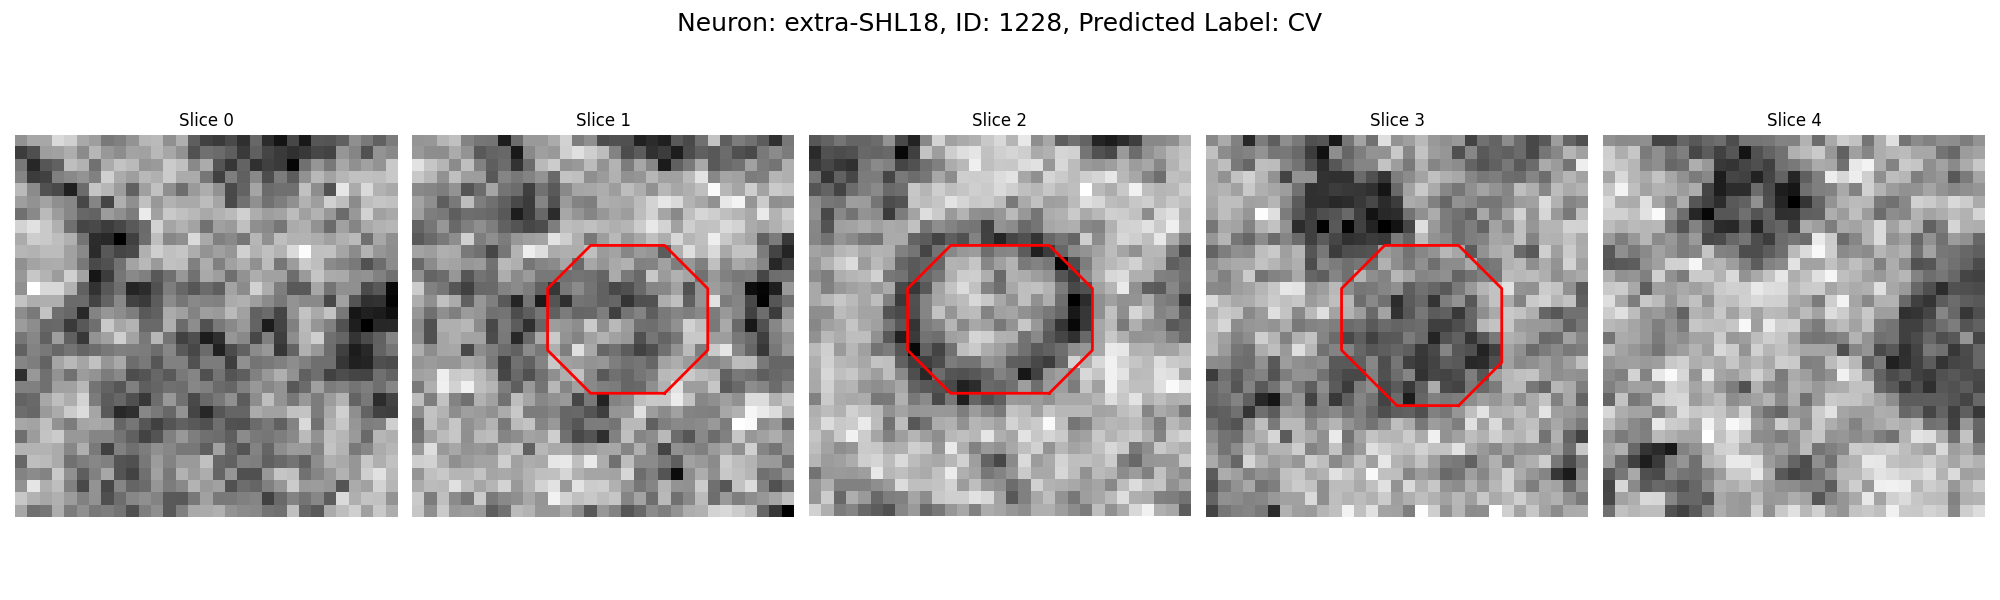 Neuron: extra-SHL18, ID: 1228, Predicted Label: CV
Slice 0
Slice 1
Slice 2
Slice 3
Slice 4